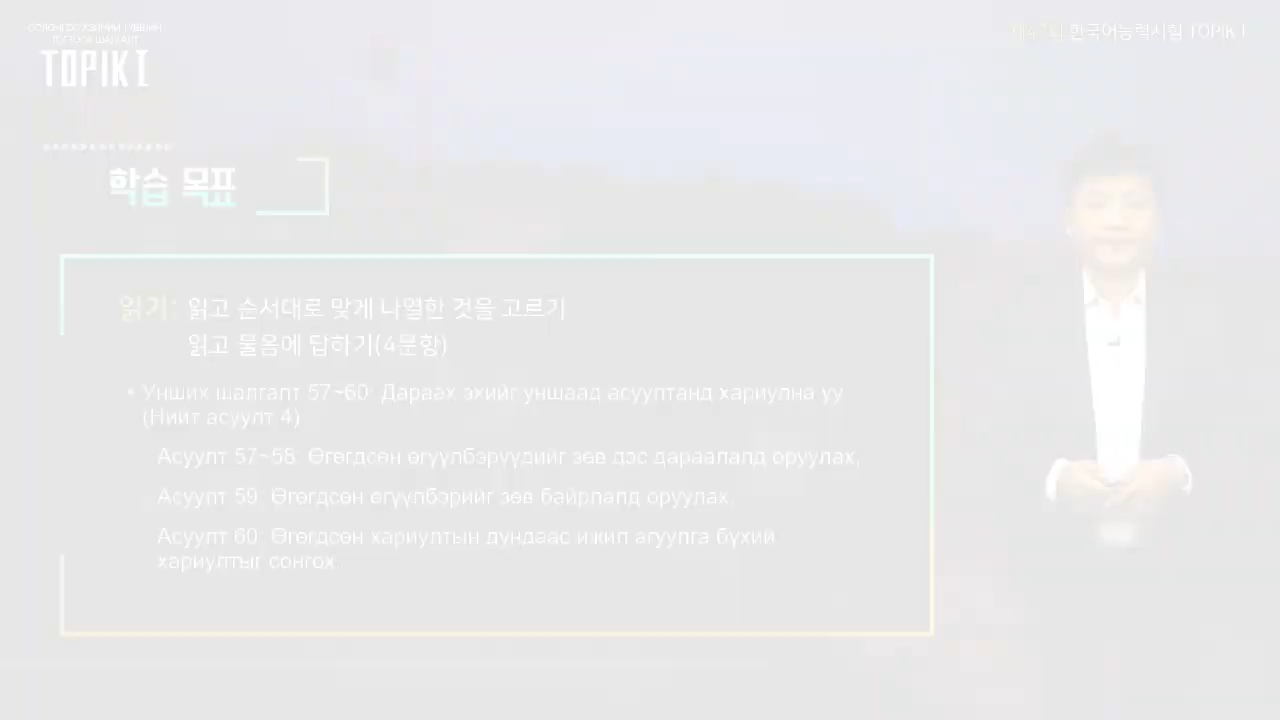 TOPIK I
한국어능력시험 TOPIK I
학습 목표
읽기: 읽고 순서대로 맞게 나열한 것을 고르기
읽고 물음에 답하기(4문항)
• Унших шалгалт 57~60: Дараах эхийг уншаад асууптанд хариулна уу
(Нийт асуулт 4)
Асуулт 57~58: Өгөгдсөн өгүүлбэрүүдийг зөв дэс дараалалд оруулах,
Асуулт 59: Өгөгдсөн өгүүлбэрийг зөв байрлалд оруулах,
Асуулт 60: Өгөгдсөн хариултын дундаас ижил агуулга бүхий
хариултыг сонгох